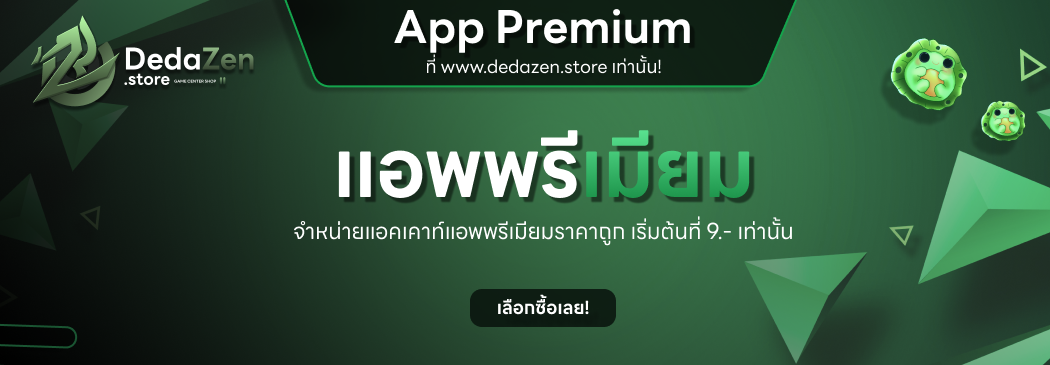 App Premium
ที่ www.dedazen.store เท่านั้น!
DedaZen
.store GAME CENTER SHOP !!
แอพพรีเมียม
จำหน่ายแอคเคาท์แอพพรีเมียมราคาถูก เริ่มต้นที่ 9.- เท่านั้น
เลือกซื้อเลย!